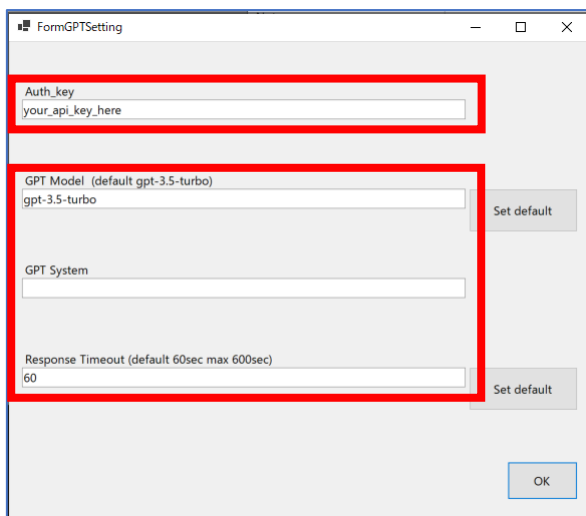 FormGPTSetting
Auth_key
your_api_key_here
GPT Model (default gpt-3.5-turbo)
gpt-3.5-turbo
Set default
GPT System
Response Timeout (default 60sec max 600sec)
60
Set default
OK